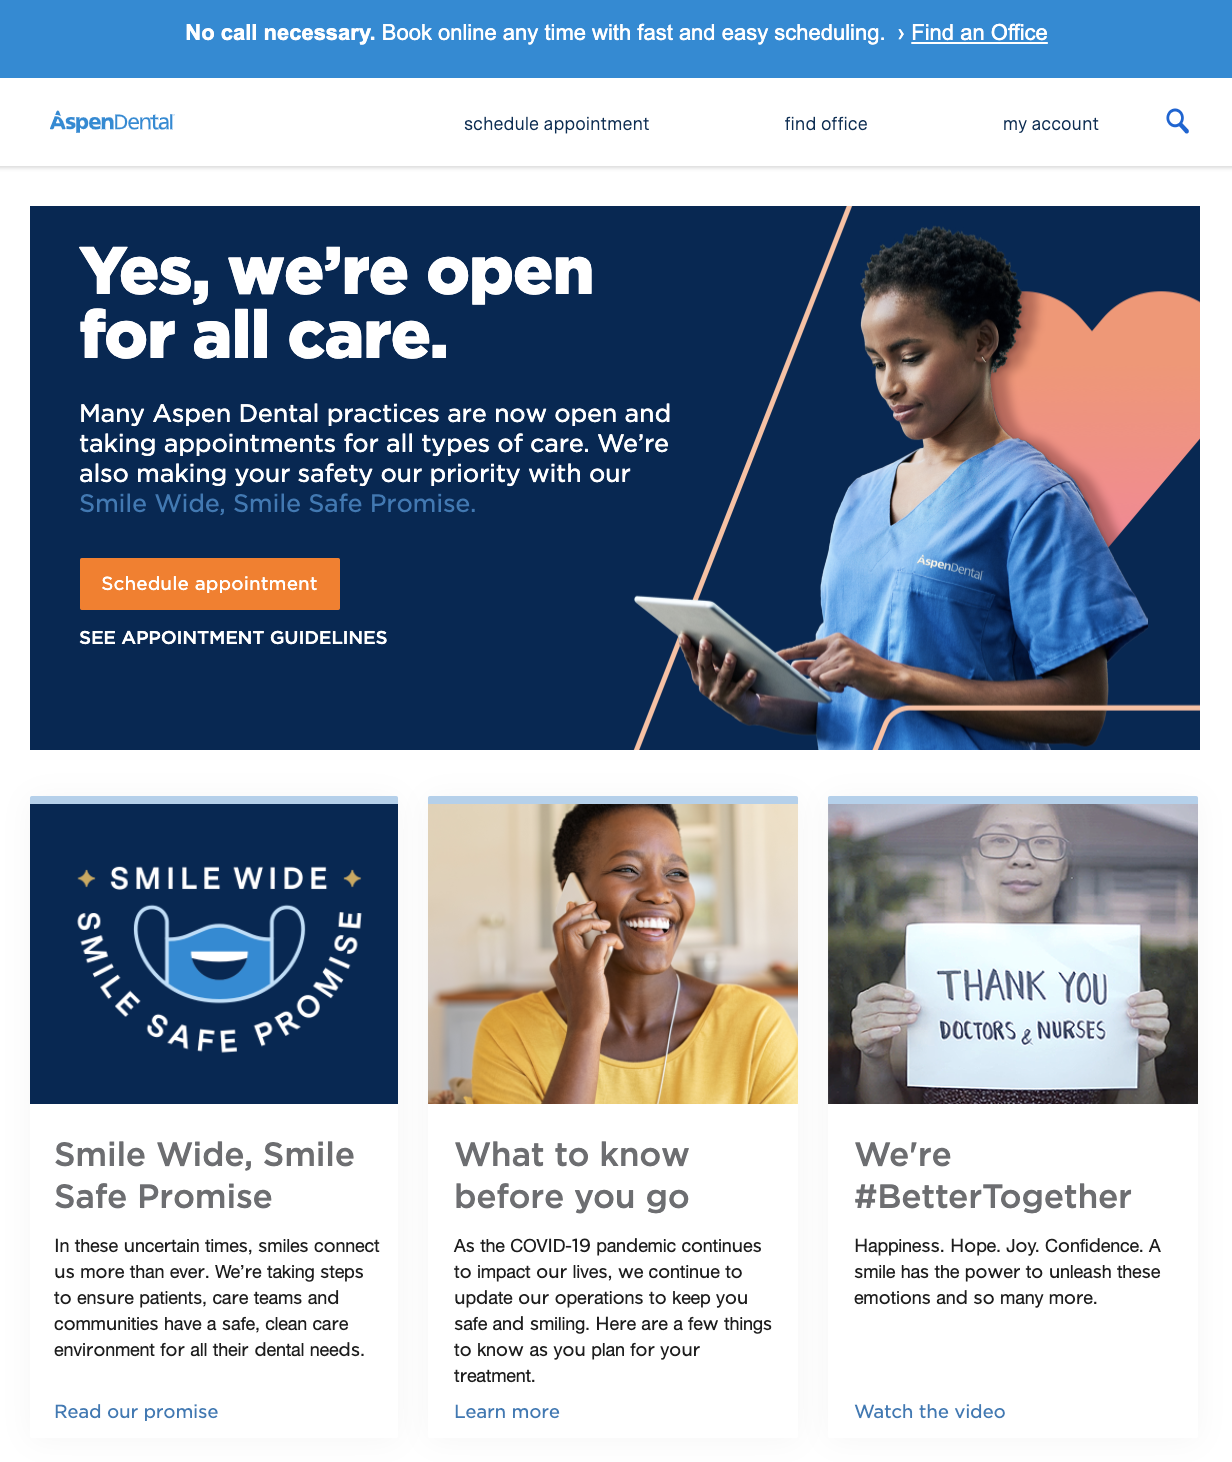 No call necessary. Book online any time with fast and easy scheduling. › Find an Office
AspenDental
schedule appointment
find office
my account
Yes, we’re open
for all care.
Many Aspen Dental practices are now open and
taking appointments for all types of care. We’re
also making your safety our priority with our
Smile Wide, Smile Safe Promise.
Schedule appointment
SEE APPOINTMENT GUIDELINES
AspenDental
SMILE WIDE
SMILE SAFE PROMISE
THANK YOU
DOCTORS & NURSES
Smile Wide, Smile
Safe Promise
In these uncertain times, smiles connect
us more than ever. We’re taking steps
to ensure patients, care teams and
communities have a safe, clean care
environment for all their dental needs.
Read our promise
What to know
before you go
As the COVID-19 pandemic continues
to impact our lives, we continue to
update our operations to keep you
safe and smiling. Here are a few things
to know as you plan for your
treatment.
Learn more
We're
#BetterTogether
Happiness. Hope. Joy. Confidence. A
smile has the power to unleash these
emotions and so many more.
Watch the video